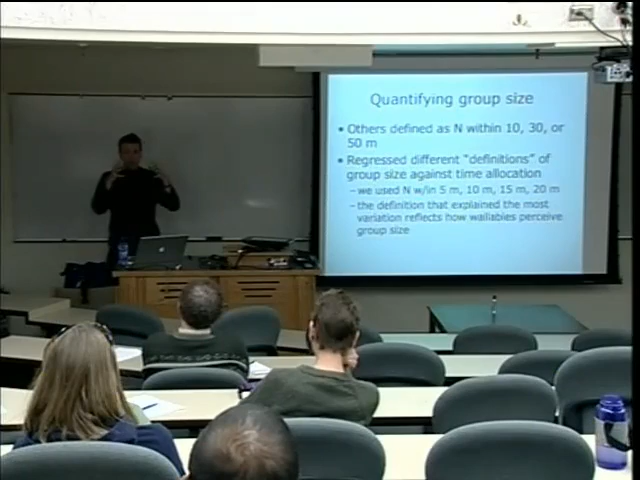 Quantifying group size
• Others defined as N within 10, 30, or
50 m
• Regressed different "definitions" of
group size against time allocation
– we used N w/in 5 m, 10 m, 15 m, 20 m
– the definition that explained the most
variation reflects how wallabies perceive
group size